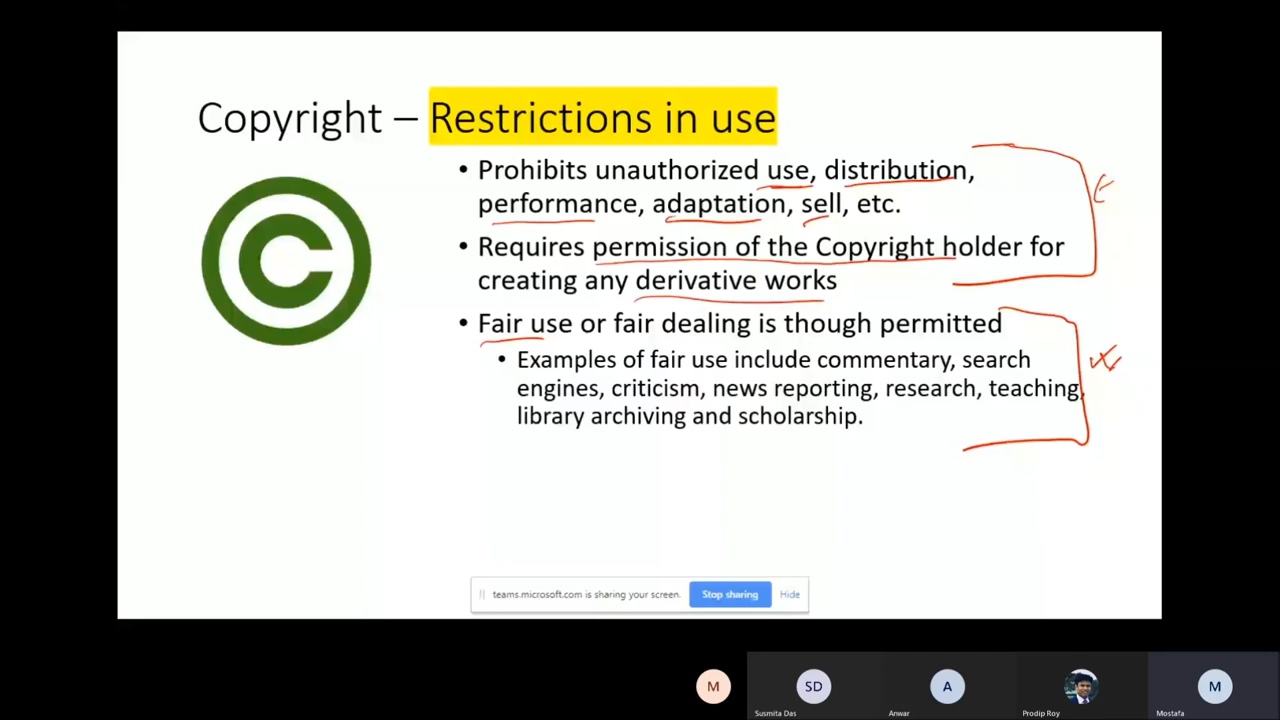 Copyright – Restrictions in use
• Prohibits unauthorized use, distribution,
performance, adaptation, sell, etc.
• Requires permission of the Copyright holder for
creating any derivative works
• Fair use or fair dealing is though permitted
• Examples of fair use include commentary, search
engines, criticism, news reporting, research, teaching,
library archiving and scholarship.
teams.microsoft.com is sharing your screen. Stop sharing Hide
M SD A M
Susmita Das Anwar Prodip Roy Mostafa